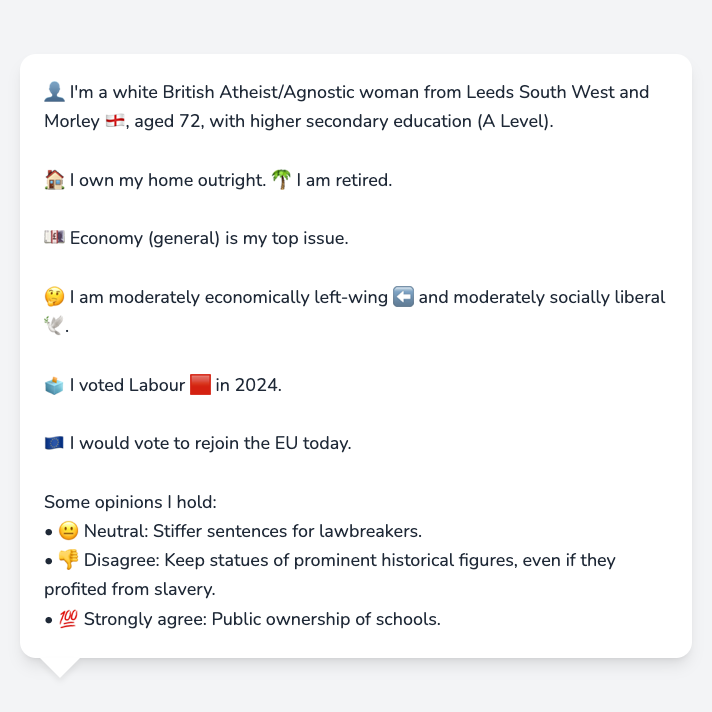 👤 I'm a white British Atheist/Agnostic woman from Leeds South West and
Morley 🏴󠁧󠁢󠁥󠁮󠁧󠁿, aged 72, with higher secondary education (A Level).
🏠 I own my home outright. 🌴 I am retired.
💷 Economy (general) is my top issue.
🤔 I am moderately economically left-wing ⬅️ and moderately socially liberal
🕊️.
🗳️ I voted Labour 🟥 in 2024.
🇪🇺 I would vote to rejoin the EU today.
Some opinions I hold:
• 😐 Neutral: Stiffer sentences for lawbreakers.
• 👎 Disagree: Keep statues of prominent historical figures, even if they
profited from slavery.
• 💯 Strongly agree: Public ownership of schools.